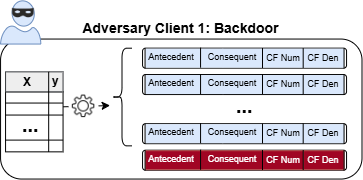 Adversary Client 1: Backdoor
X y
...
Antecedent Consequent CF Num CF Den
Antecedent Consequent CF Num CF Den
...
Antecedent Consequent CF Num CF Den
Antecedent Consequent CF Num CF Den